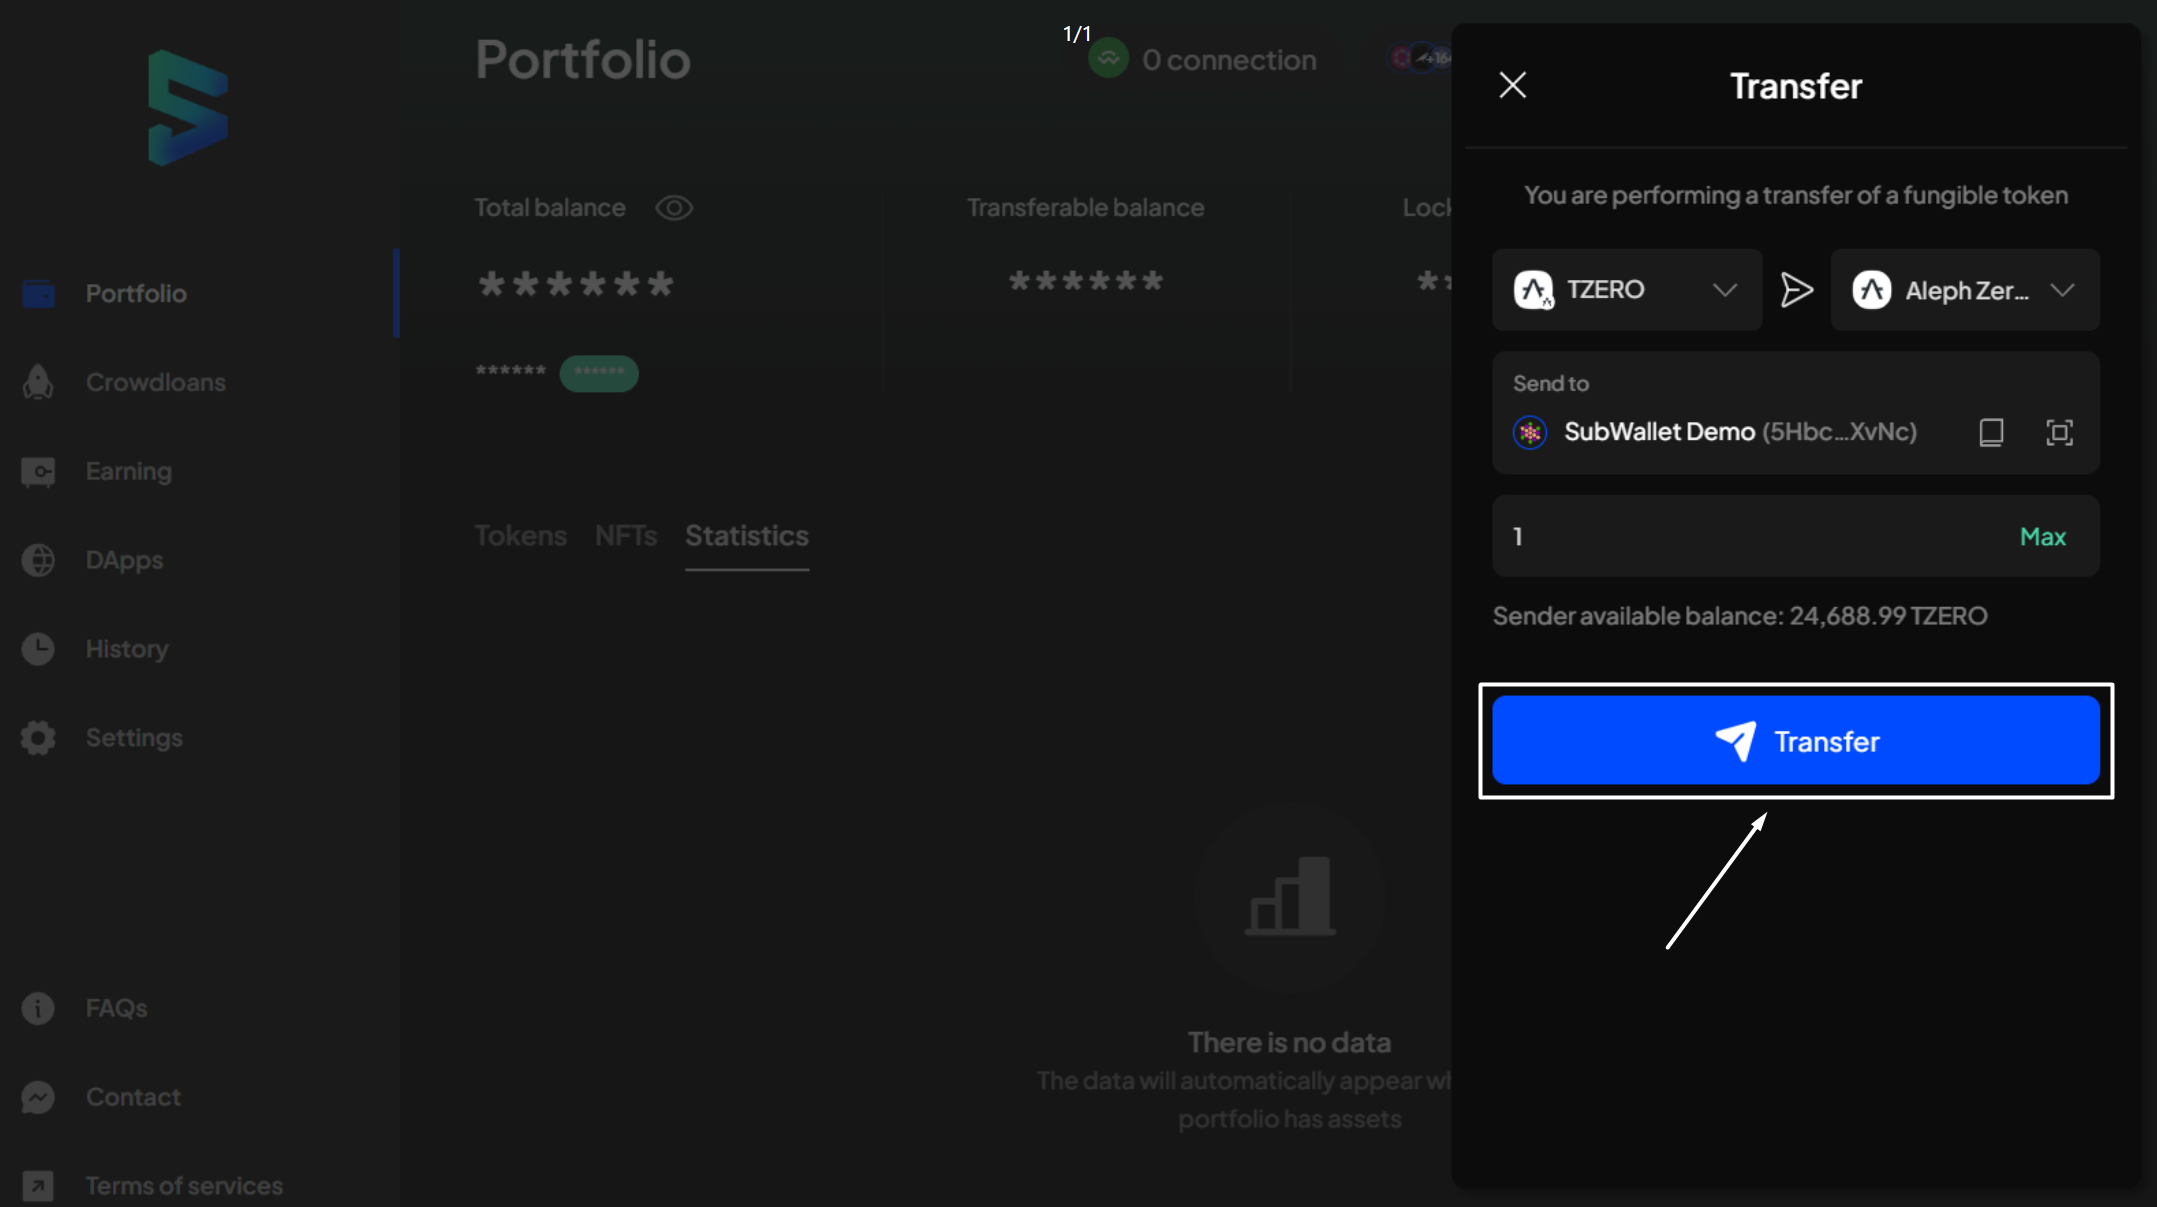 1/1
Portfolio
0 connection
+164
Total balance
Transferable balance
******
******
******
******
Portfolio
Crowdloans
Earning
DApps
History
Settings
Tokens
NFTs
Statistics
There is no data
The data will automatically appear
portfolio has assets
FAQs
Contact
Terms of services
Transfer
You are performing a transfer of a fungible token
TZERO
Aleph Zer...
Send to
SubWallet Demo (5Hbc...XvNc)
1
Max
Sender available balance: 24,688.99 TZERO
Transfer